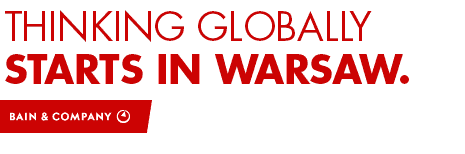 THINKING GLOBALLY
STARTS IN WARSAW.
BAIN & COMPANY